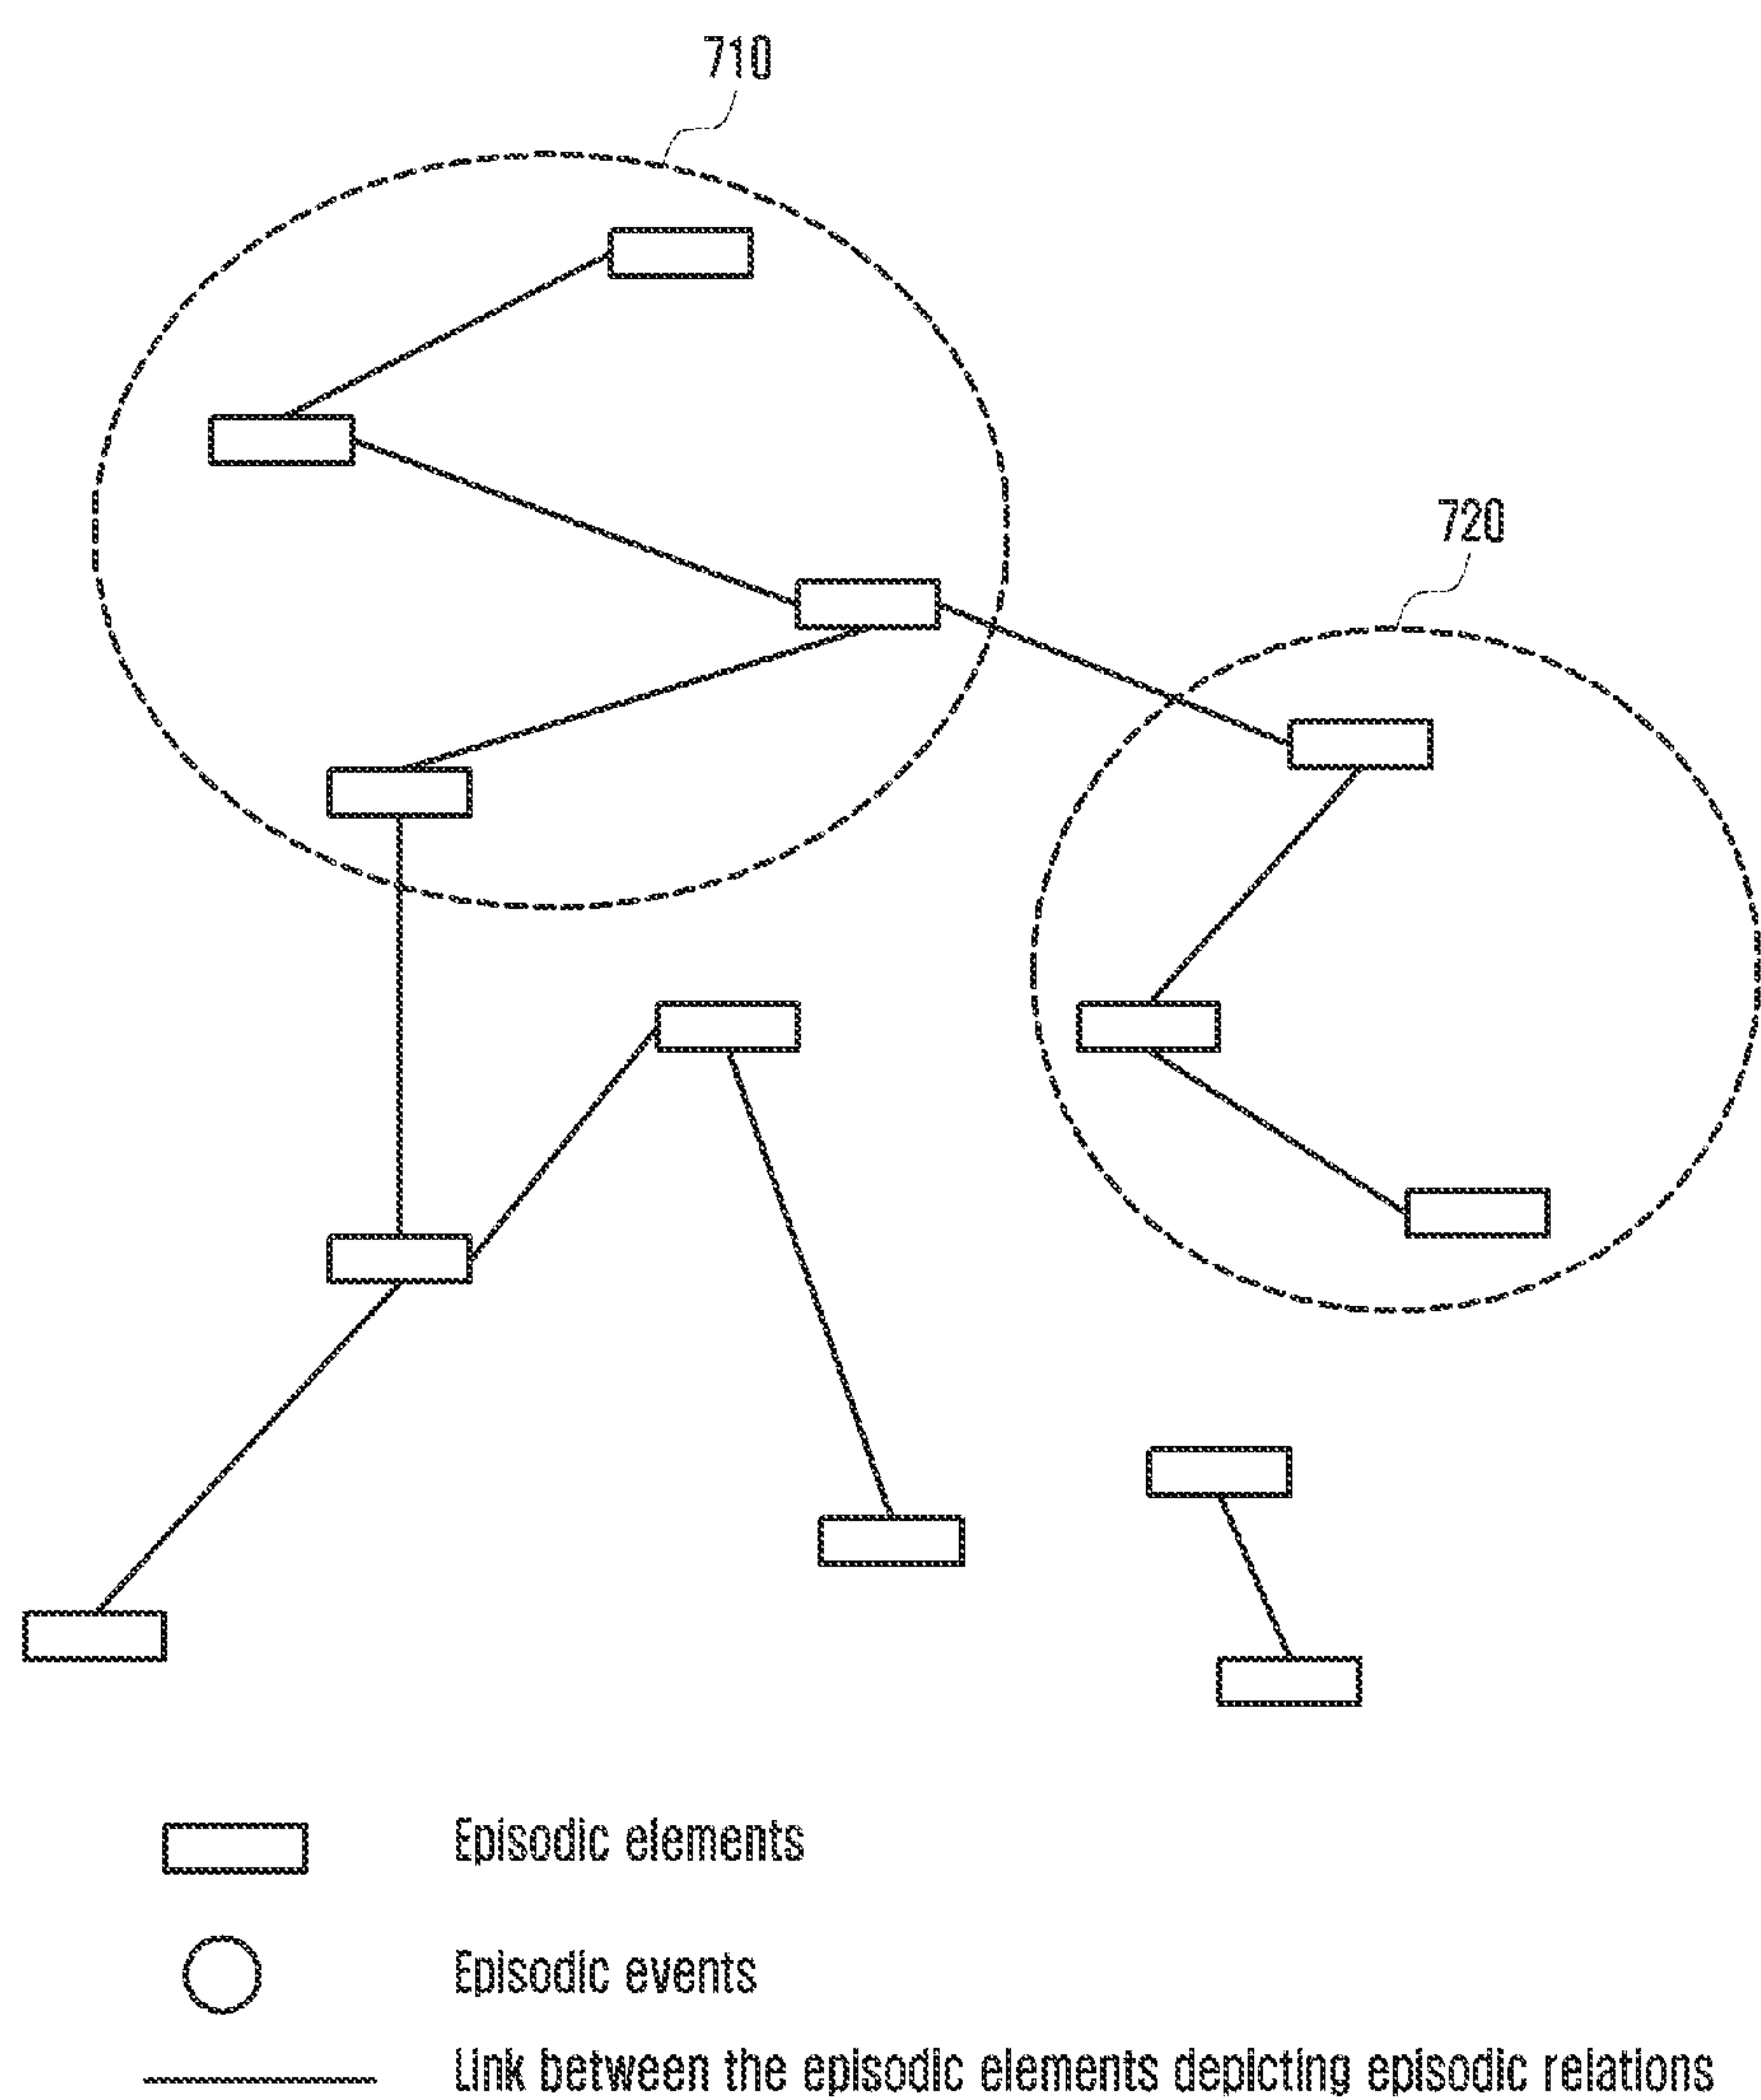 710
720
Episodic elements
Episodic events
Link between the episodic elements depicting episodic relations